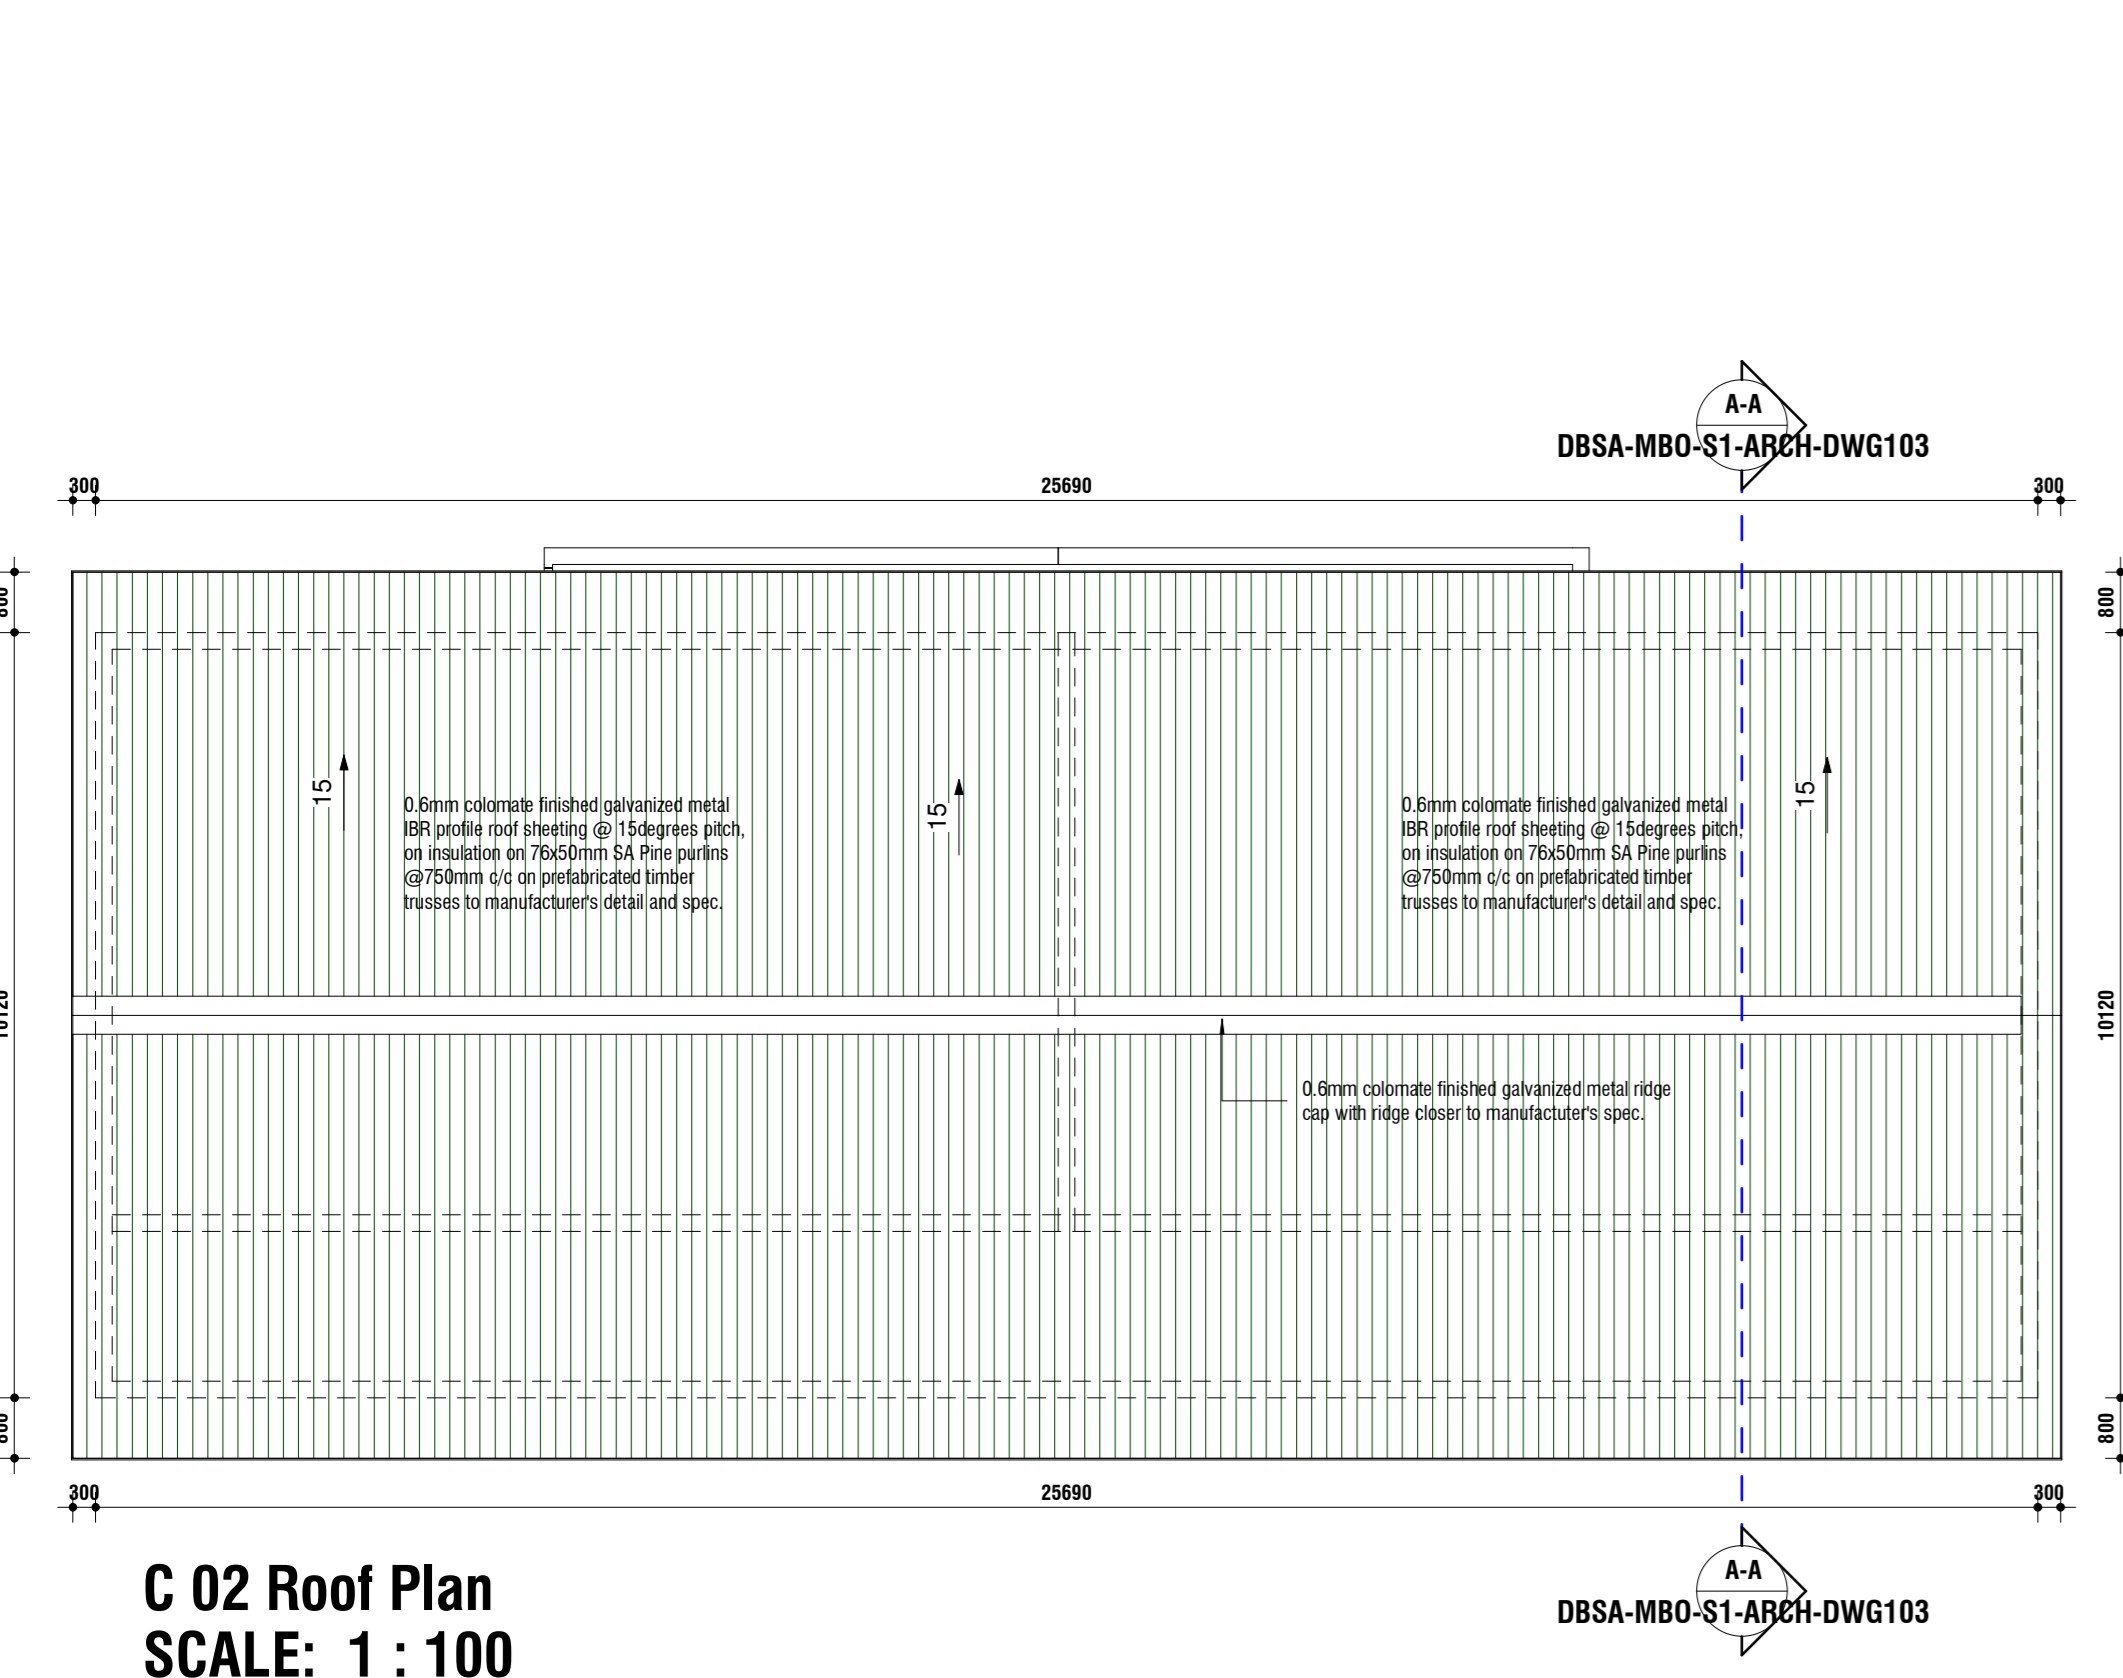 A-A
DBSA-MBO-S1-ARCH-DWG103
300
25690
300
800
800
15
15
15
0.6mm colomate finished galvanized metal
IBR profile roof sheeting @ 15degrees pitch,
on insulation on 76x50mm SA Pine purlins
@750mm c/c on prefabricated timber
trusses to manufacturer's detail and spec.
0.6mm colomate finished galvanized metal
IBR profile roof sheeting @ 15degrees pitch,
on insulation on 76x50mm SA Pine purlins
@750mm c/c on prefabricated timber
trusses to manufacturer's detail and spec.
10120
10120
0.6mm colomate finished galvanized metal ridge
cap with ridge closer to manufactuter's spec.
800
800
300
25690
300
A-A
DBSA-MBO-S1-ARCH-DWG103
C 02 Roof Plan
SCALE: 1 : 100